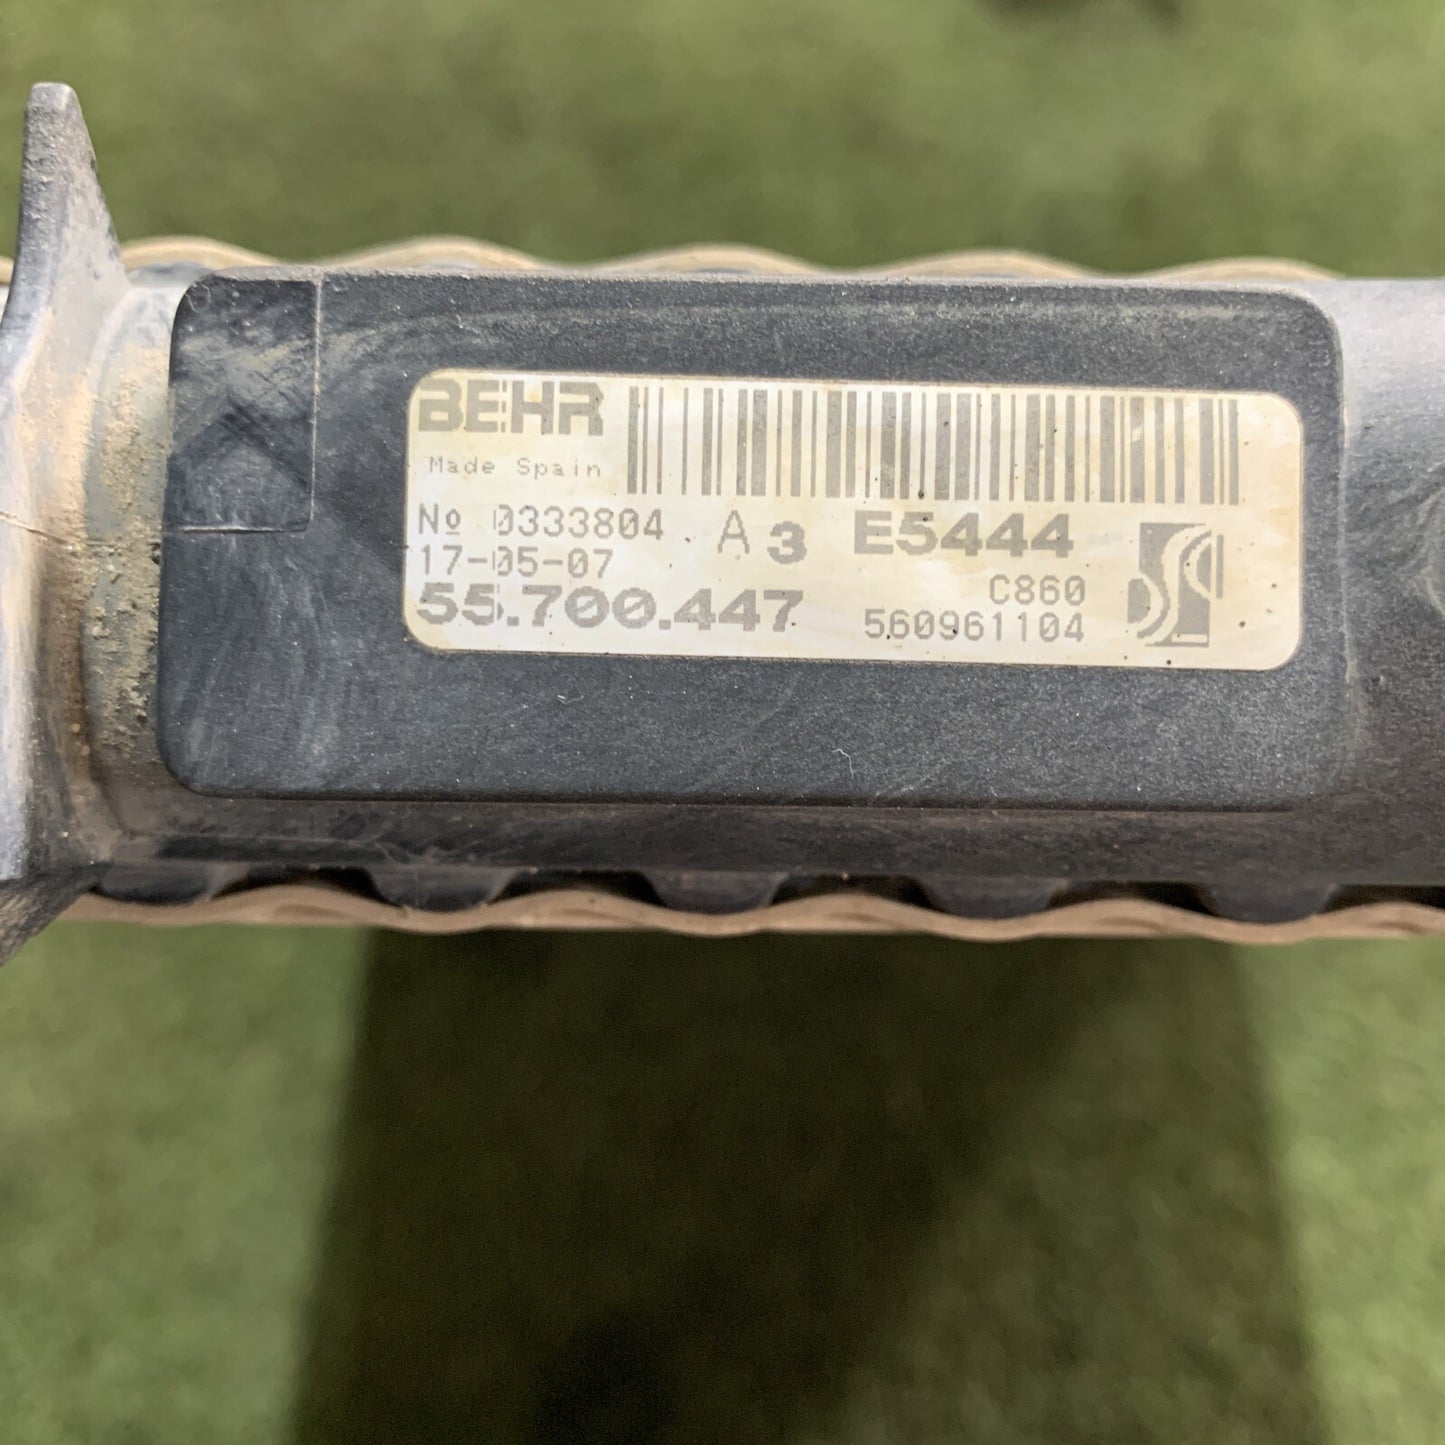 BEHR
Made Spain
Nº 0333804 A 3 E5444
17-05-07 C860
55.700.447 560961104